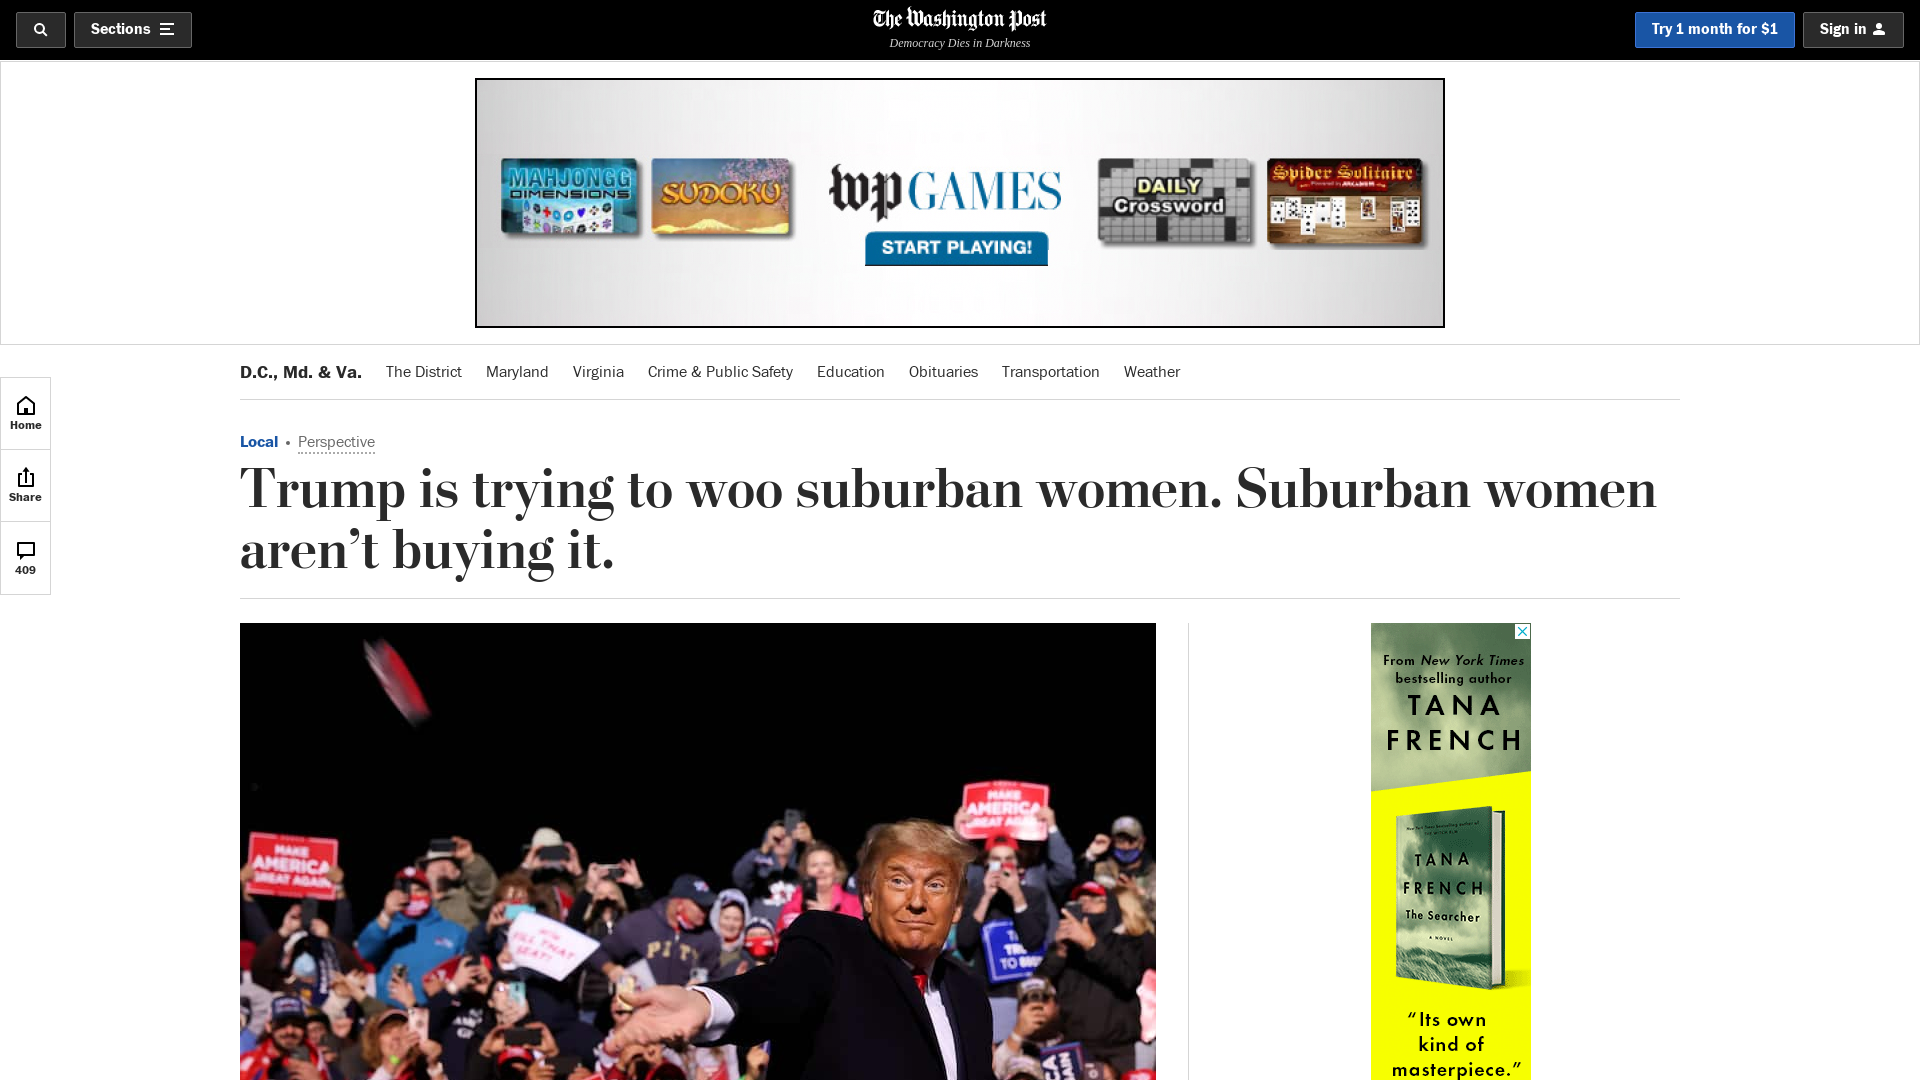 Sections
The Washington Post
Democracy Dies in Darkness
Try 1 month for $1
Sign in
MAHJONGG
DIMENSIONS
SUDOKU
wp GAMES
START PLAYING!
DAILY
Crossword
Spider Solitaire
D.C., Md. & Va.
The District
Maryland
Virginia
Crime & Public Safety
Education
Obituaries
Transportation
Weather
Home
Share
409
Local • Perspective
Trump is trying to woo suburban women. Suburban women
aren’t buying it.
MAKE
AMERICA
GREAT AGAIN
MAKE
AMERICA
GREAT AGAIN
FILL THAT
SEAT!
PITT
From New York Times
bestselling author
TANA
FRENCH
TANA
FRENCH
The Searcher
A NOVEL
“Its own
kind of
masterpiece.”